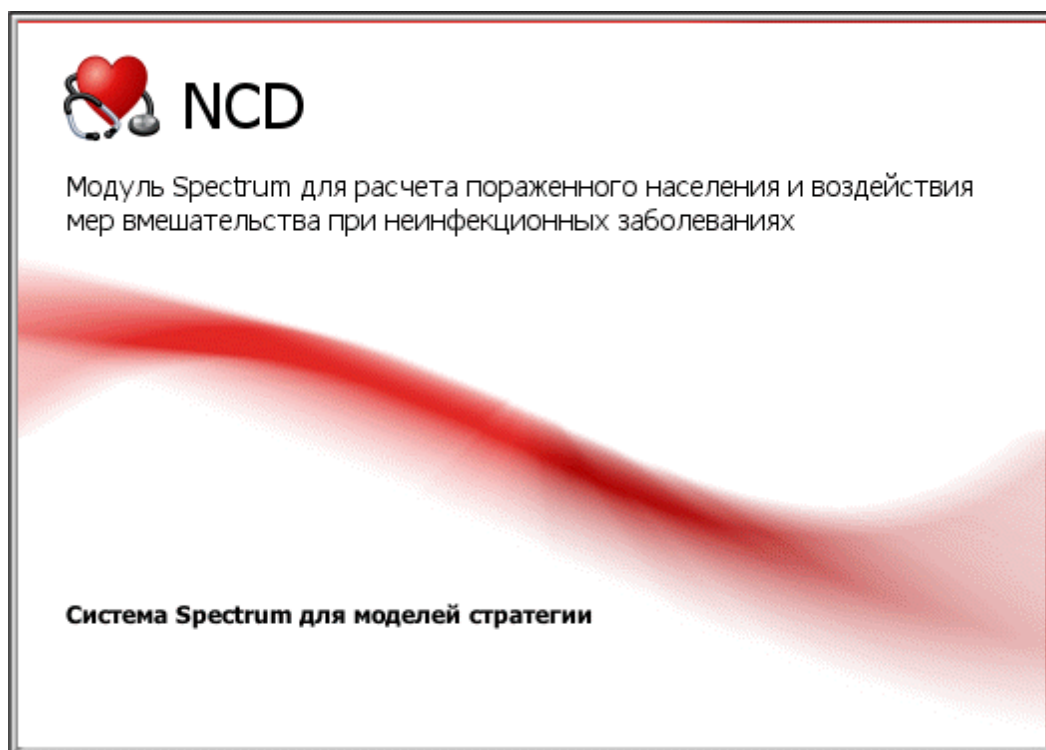 NCD
Модуль Spectrum для расчета пораженного населения и воздействия
мер вмешательства при неинфекционных заболеваниях
Система Spectrum для моделей стратегии